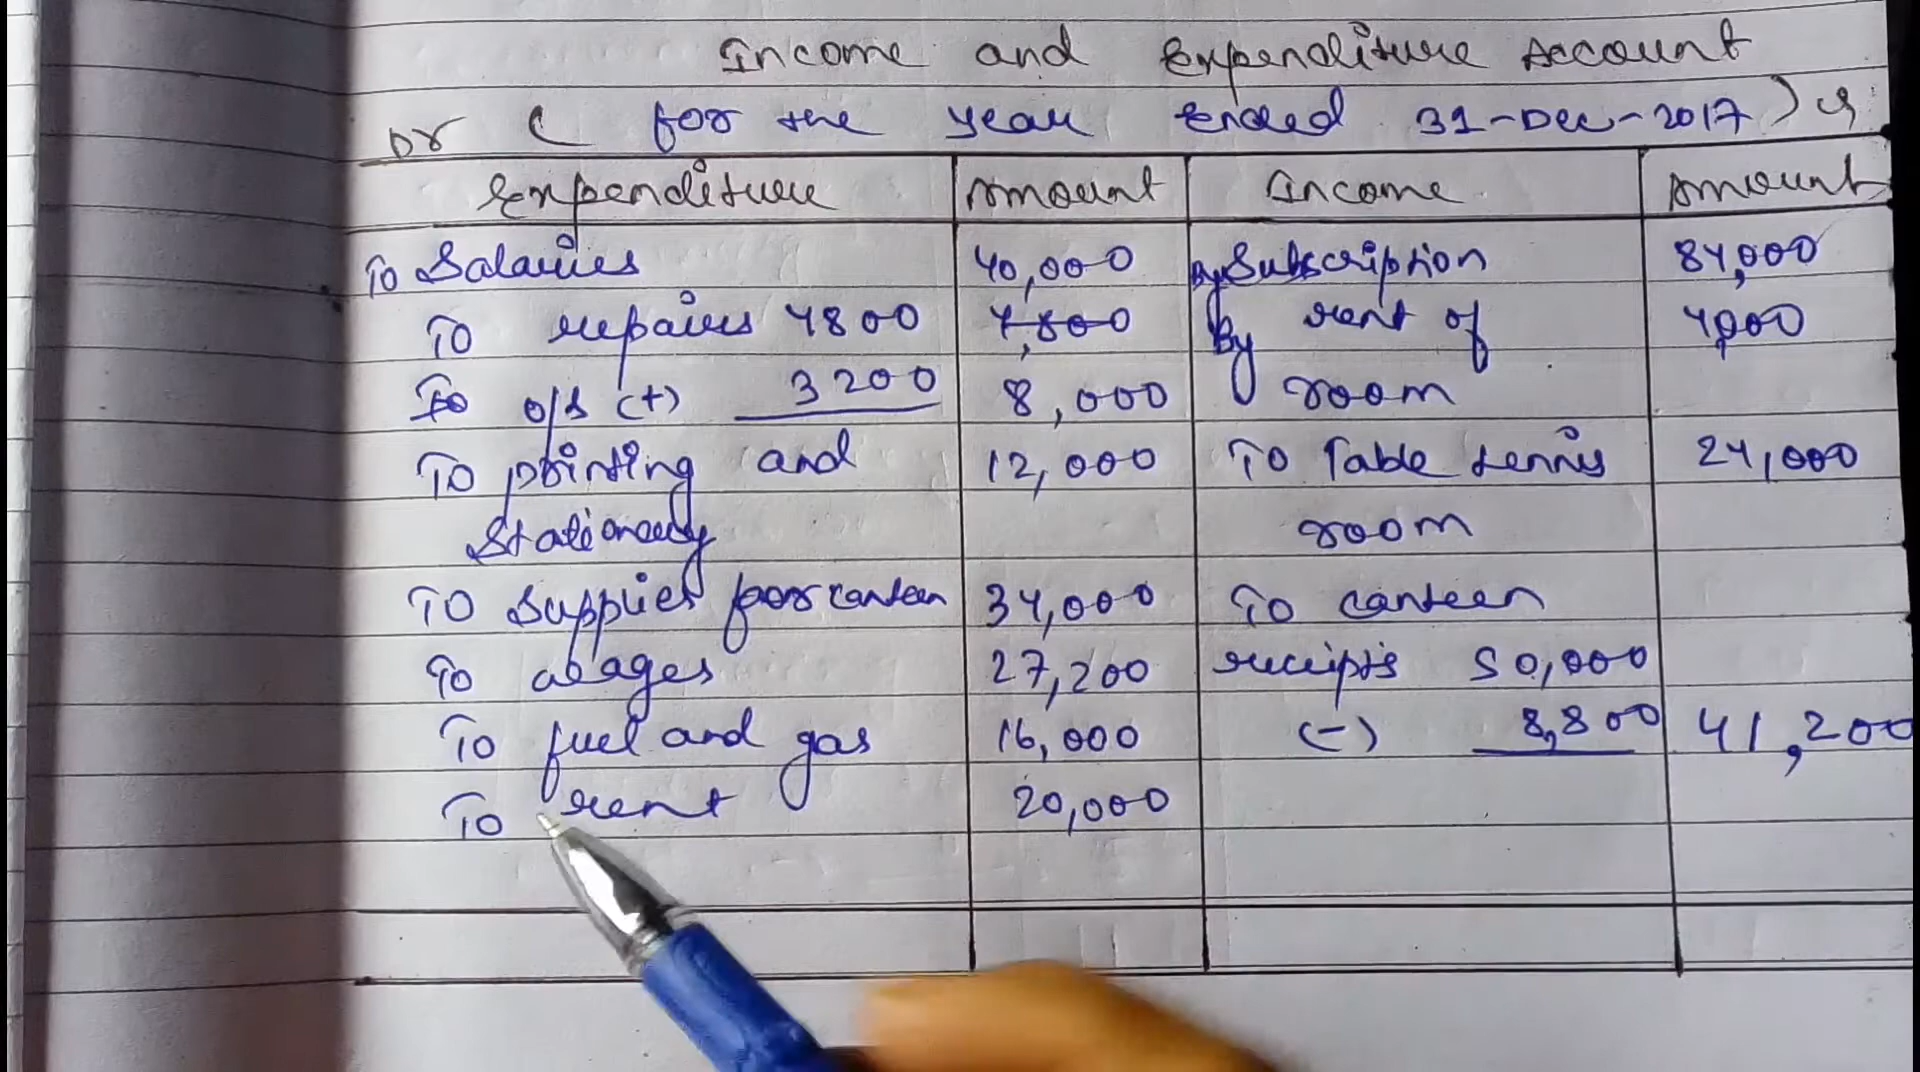 Income and Expenditure Account
Dr ( for the year ended 31-Dec-2017 ) Cr
Expenditure Amount Income Amount
To Salaries 40,000 By Subscription 84,000
To repairs 4800 4,800 By rent of 4,000
To o/s (+) 3200 8,000 room
To printing and 12,000 To Table tennis 24,000
Stationery room
To Supplies for canteen 34,000 To canteen
To wages 27,200 receipts 50,000
To fuel and gas 16,000 (-) 8,800 41,200
To rent 20,000